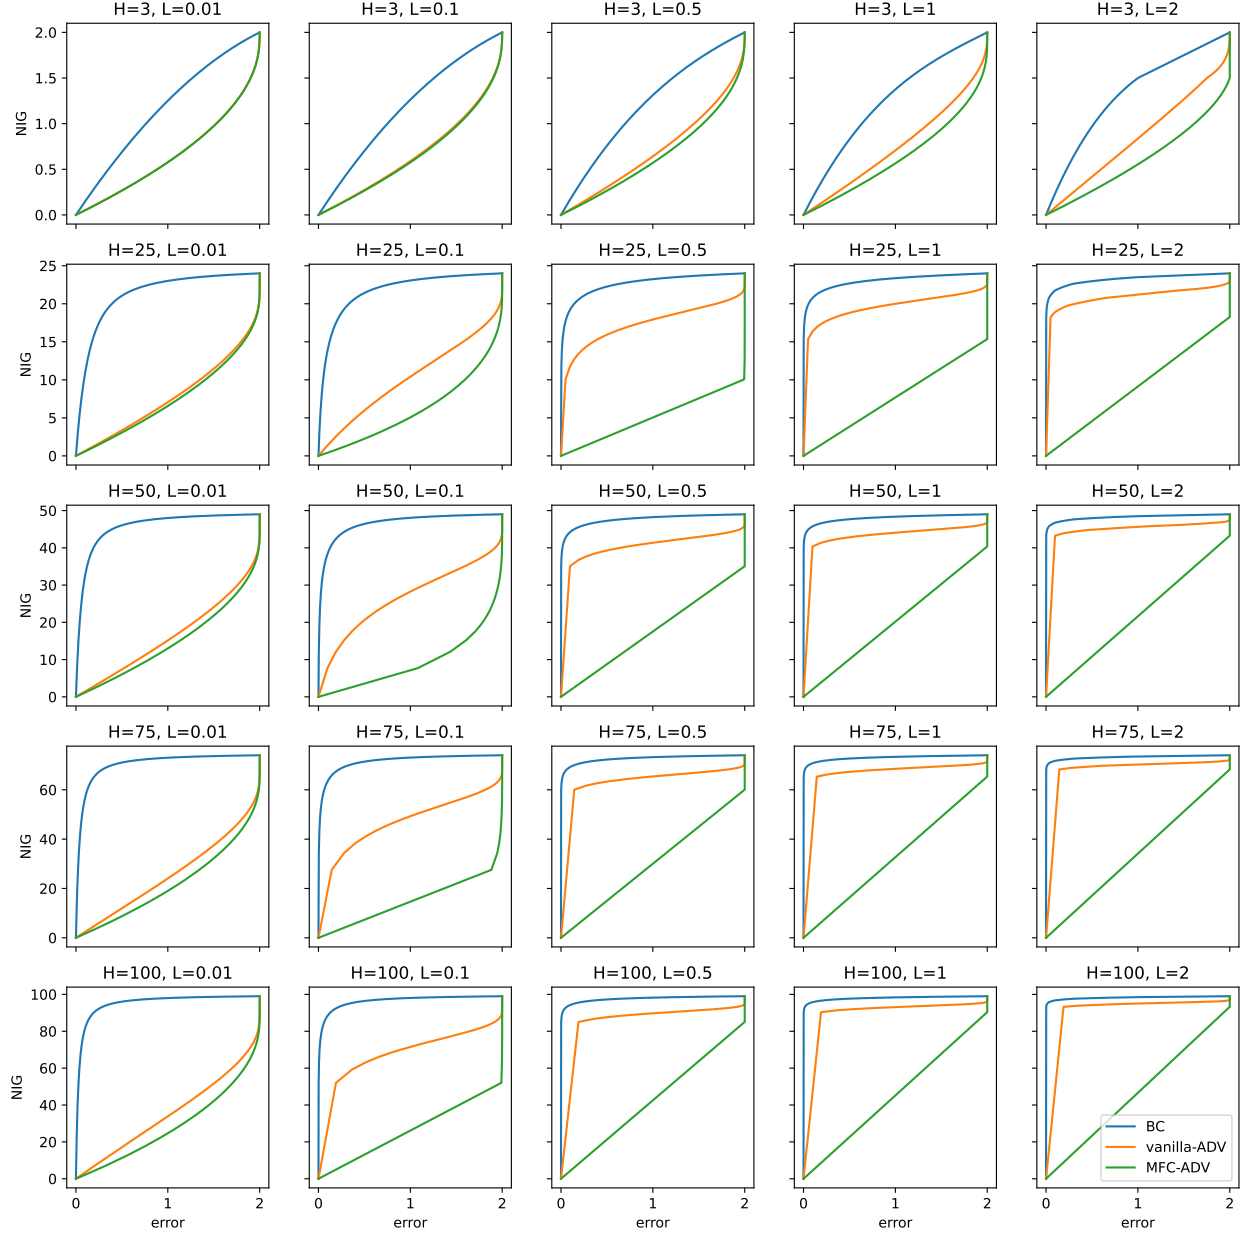 H=3, L=0.01 H=3, L=0.1 H=3, L=0.5 H=3, L=1 H=3, L=2
2.0
1.5
NIG
1.0
0.5
0.0
H=25, L=0.01 H=25, L=0.1 H=25, L=0.5 H=25, L=1 H=25, L=2
25
20
15
NIG
10
5
0
H=50, L=0.01 H=50, L=0.1 H=50, L=0.5 H=50, L=1 H=50, L=2
50
40
30
NIG
20
10
0
H=75, L=0.01 H=75, L=0.1 H=75, L=0.5 H=75, L=1 H=75, L=2
60
40
NIG
20
0
H=100, L=0.01 H=100, L=0.1 H=100, L=0.5 H=100, L=1 H=100, L=2
100
80
60
NIG
40
20
0
BC
vanilla-ADV
MFC-ADV
0 1 2 0 1 2 0 1 2 0 1 2 0 1 2
error error error error error